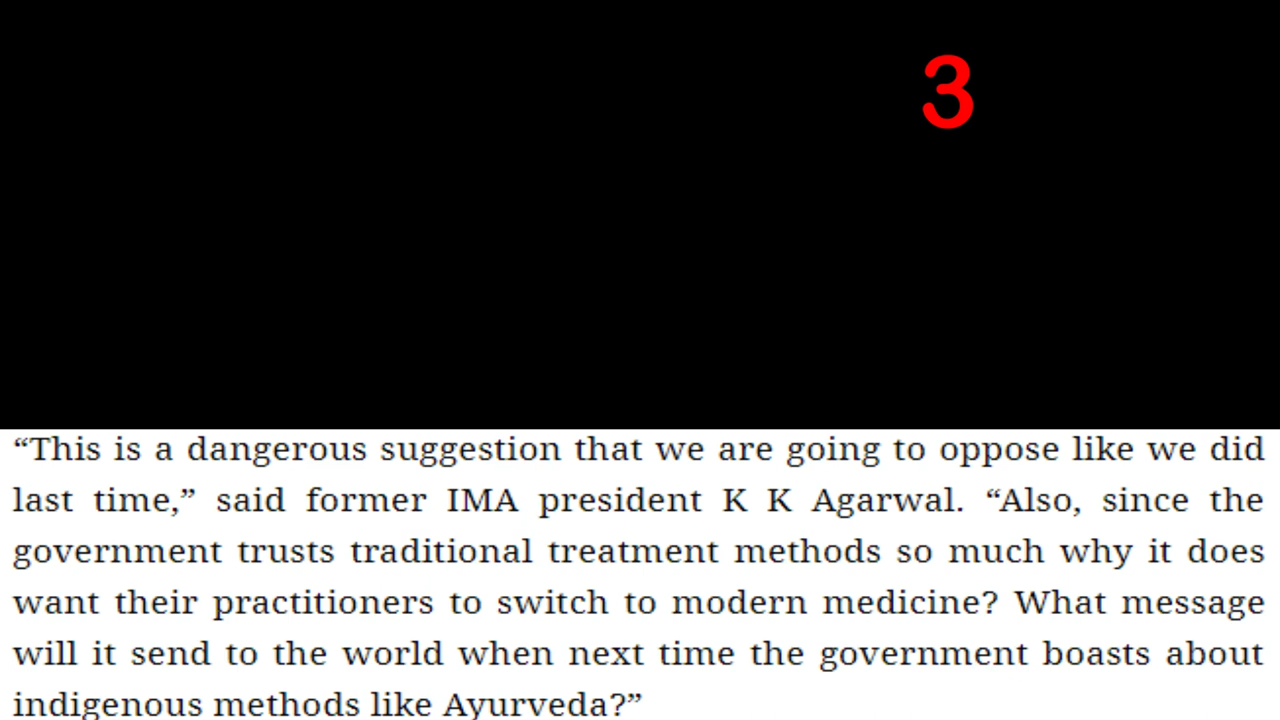 3
“This is a dangerous suggestion that we are going to oppose like we did
last time,” said former IMA president K K Agarwal. “Also, since the
government trusts traditional treatment methods so much why it does
want their practitioners to switch to modern medicine? What message
will it send to the world when next time the government boasts about
indigenous methods like Ayurveda?”